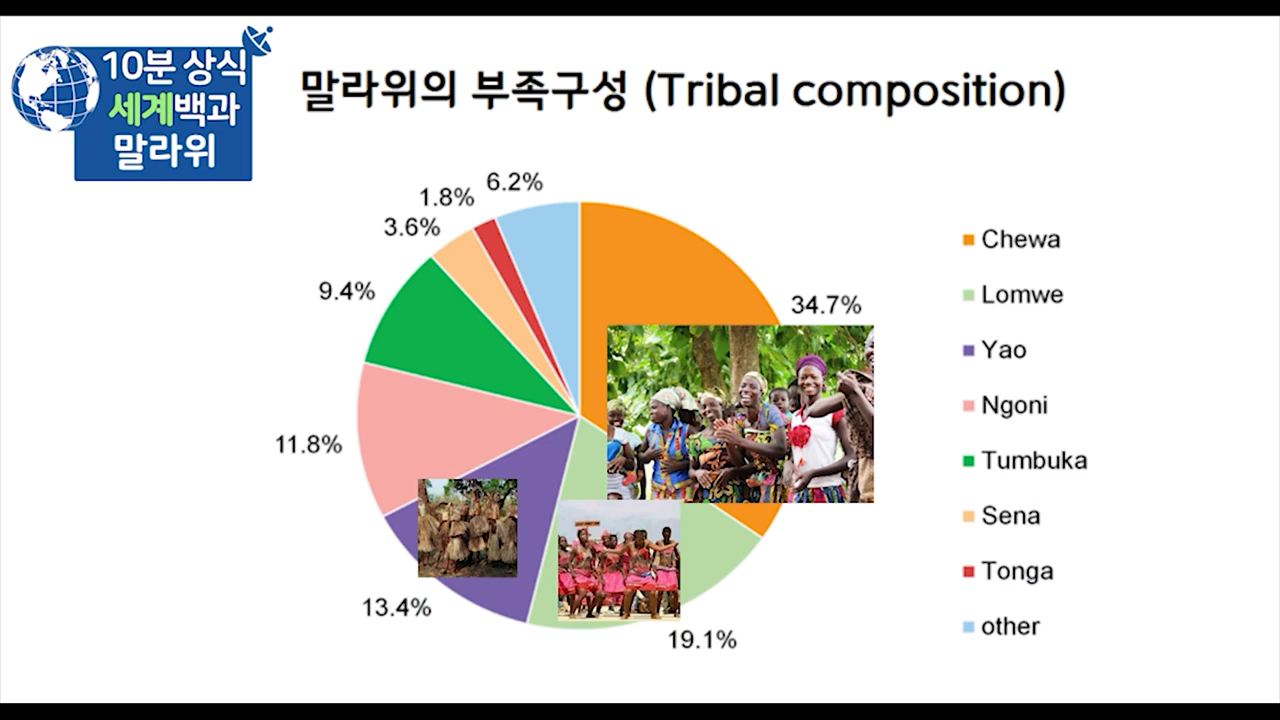 10분 상식
세계백과
말라위
말라위의 부족구성 (Tribal composition)
6.2%
1.8%
3.6%
9.4%
34.7%
11.8%
13.4%
19.1%
Chewa
Lomwe
Yao
Ngoni
Tumbuka
Sena
Tonga
other